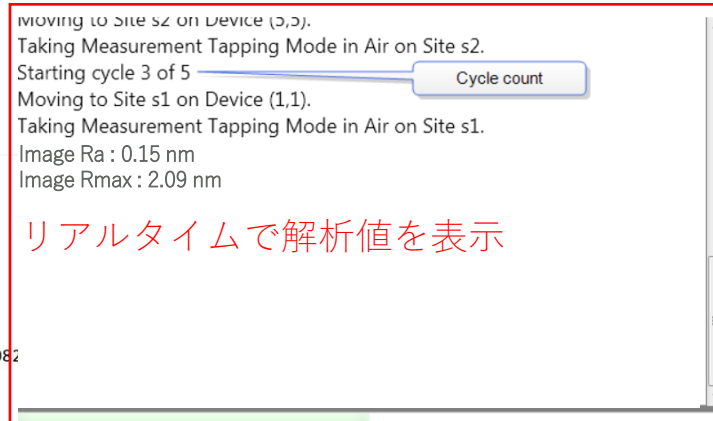 Moving to Site s2 on Device (5,5).
Taking Measurement Tapping Mode in Air on Site s2.
Starting cycle 3 of 5
Cycle count
Moving to Site s1 on Device (1,1).
Taking Measurement Tapping Mode in Air on Site s1.
Image Ra : 0.15 nm
Image Rmax : 2.09 nm
リアルタイムで解析値を表示